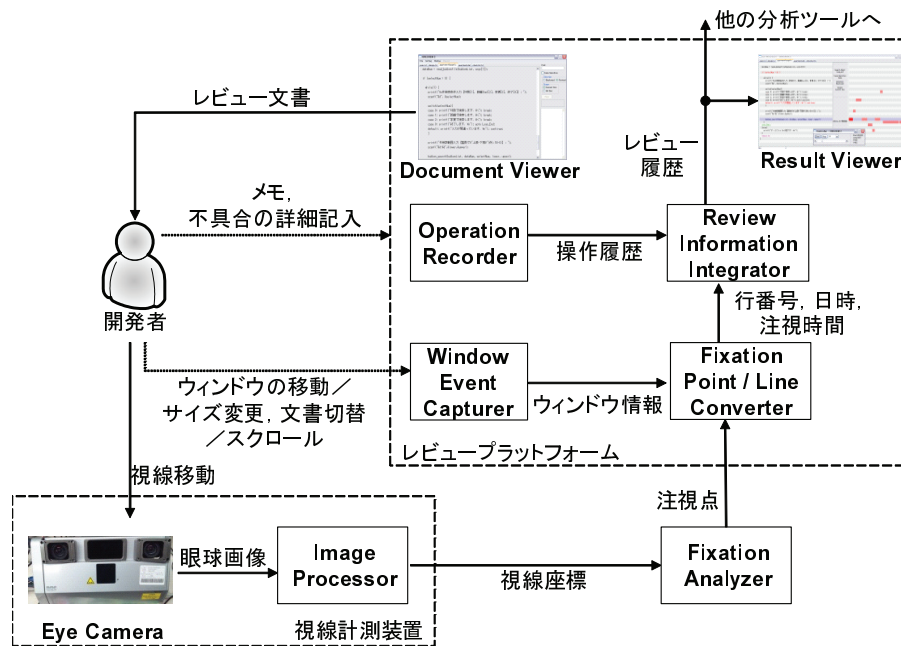 他の分析ツールへ
レビュー文書
Document Viewer
レビュー
履歴
Result Viewer
メモ,
不具合の詳細記入
Operation
Recorder
操作履歴
Review
Information
Integrator
開発者
行番号, 日時,
注視時間
ウィンドウの移動／
サイズ変更, 文書切替
／スクロール
Window
Event
Capturer
ウィンドウ情報
Fixation
Point / Line
Converter
レビュープラットフォーム
視線移動
注視点
眼球画像
Image
Processor
視線座標
Fixation
Analyzer
Eye Camera
視線計測装置